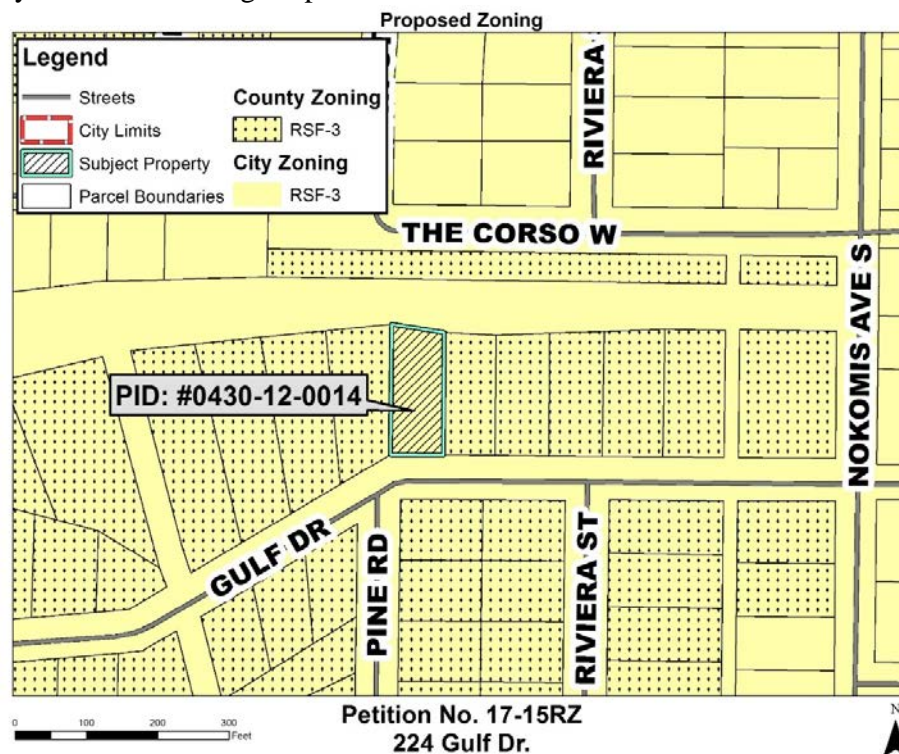 Proposed Zoning
Legend
Streets
City Limits
Subject Property
Parcel Boundaries
County Zoning
RSF-3
City Zoning
RSF-3
RIVIERA
THE CORSO W
NOKOMIS AVE S
PID: #0430-12-0014
GULF DR
PINE RD
RIVIERA ST
0 100 200 300
Feet
Petition No. 17-15RZ
224 Gulf Dr.
N